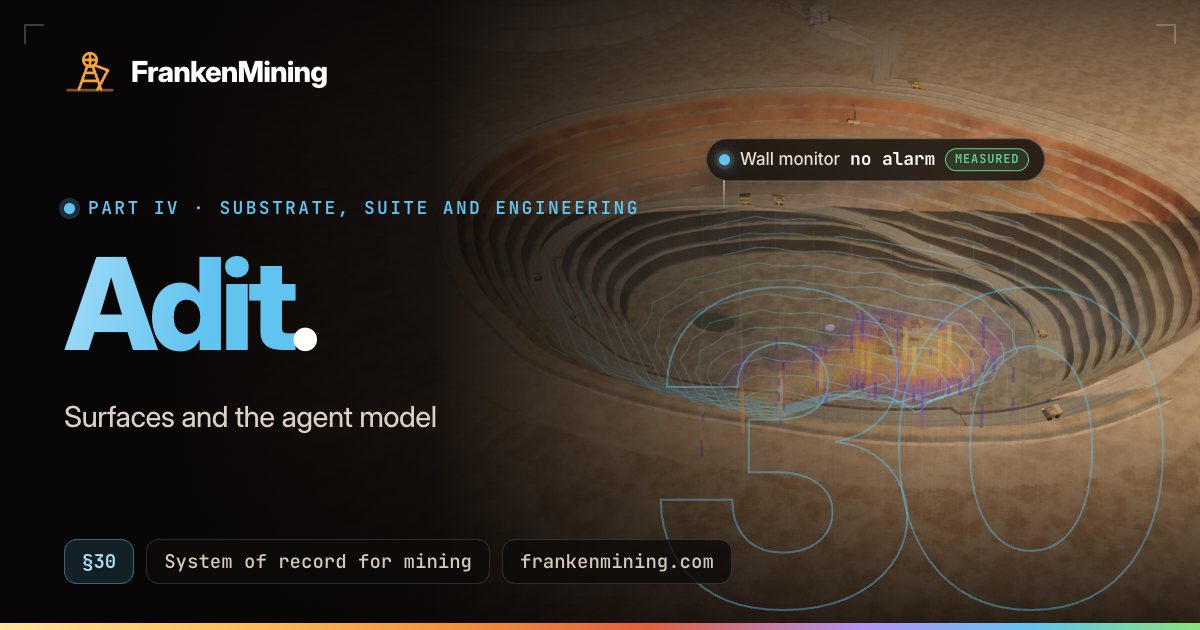 FrankenMining
Wall monitor no alarm MEASURED
PART IV · SUBSTRATE, SUITE AND ENGINEERING
Adit.
Surfaces and the agent model
30
§30
System of record for mining
frankenmining.com